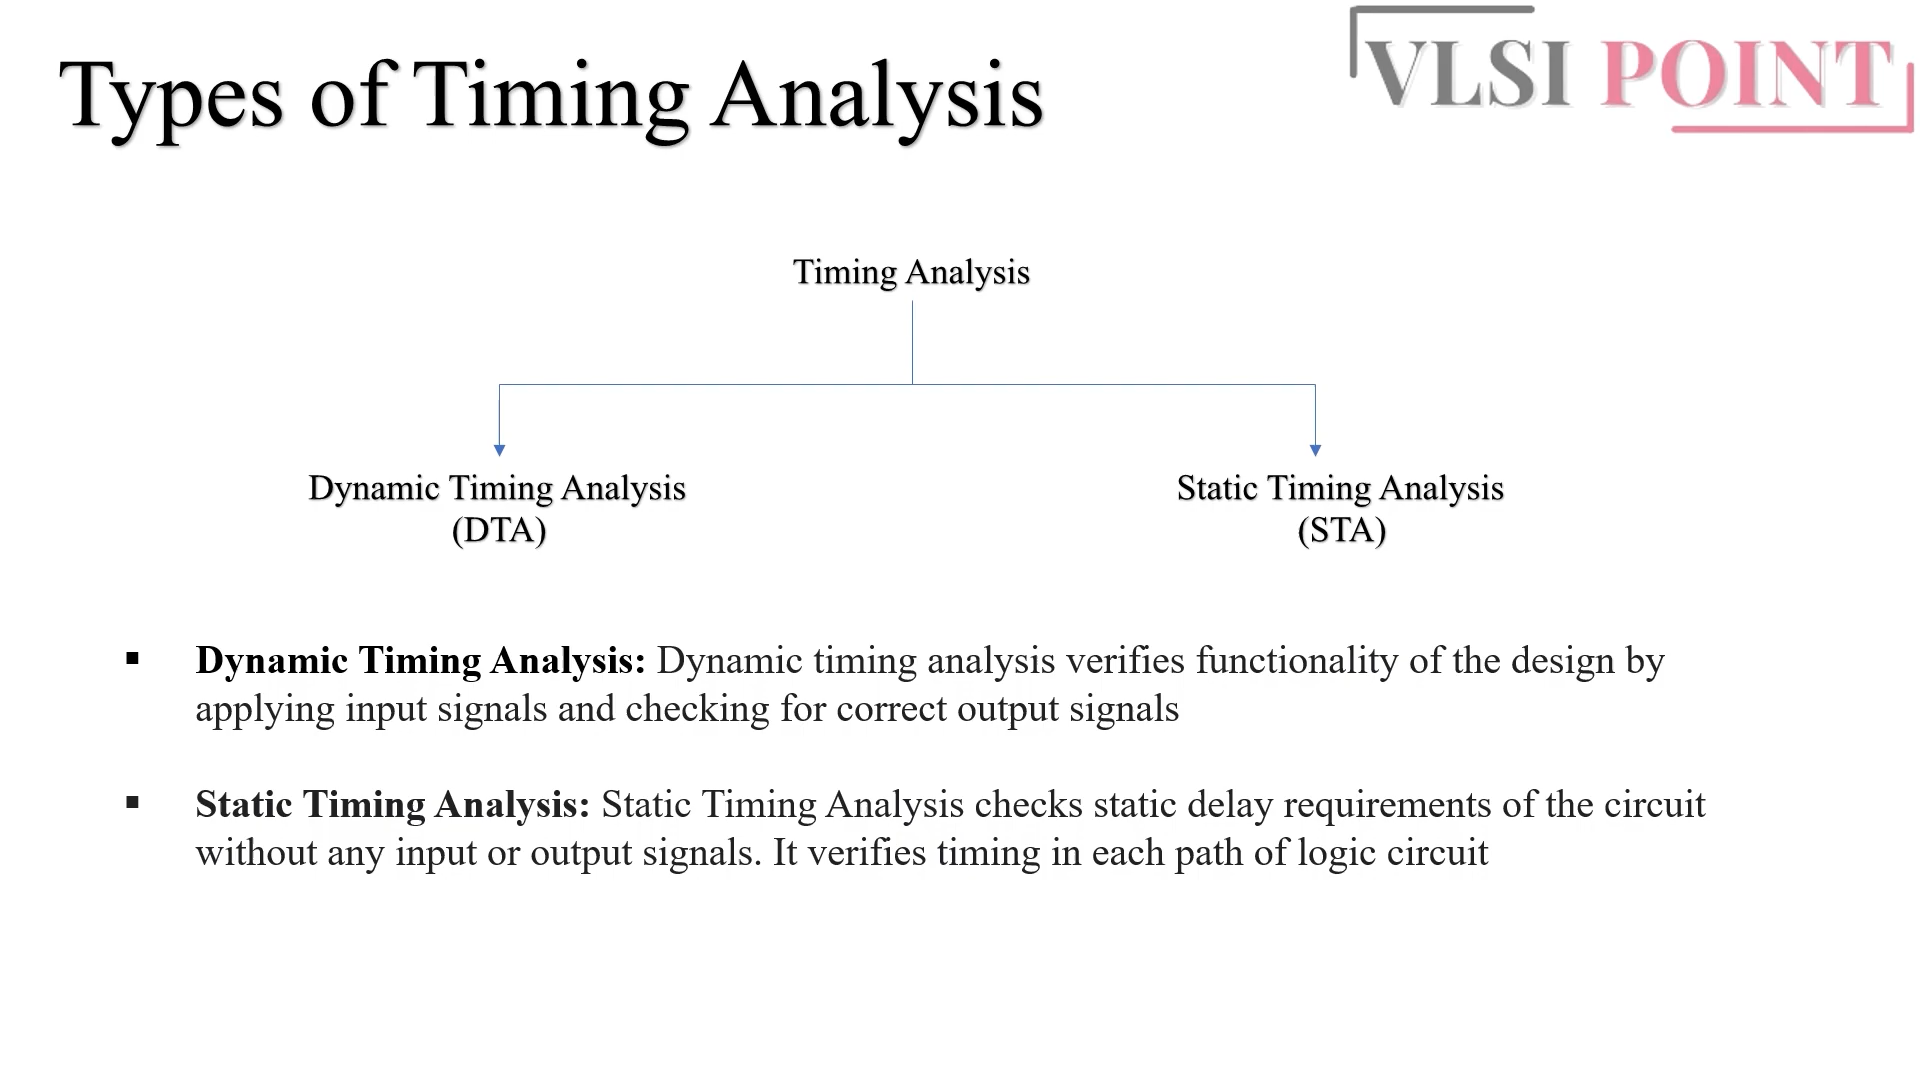 Types of Timing Analysis
VLSI POINT
Timing Analysis
Dynamic Timing Analysis
(DTA)
Static Timing Analysis
(STA)
▪ Dynamic Timing Analysis: Dynamic timing analysis verifies functionality of the design by
applying input signals and checking for correct output signals
▪ Static Timing Analysis: Static Timing Analysis checks static delay requirements of the circuit
without any input or output signals. It verifies timing in each path of logic circuit